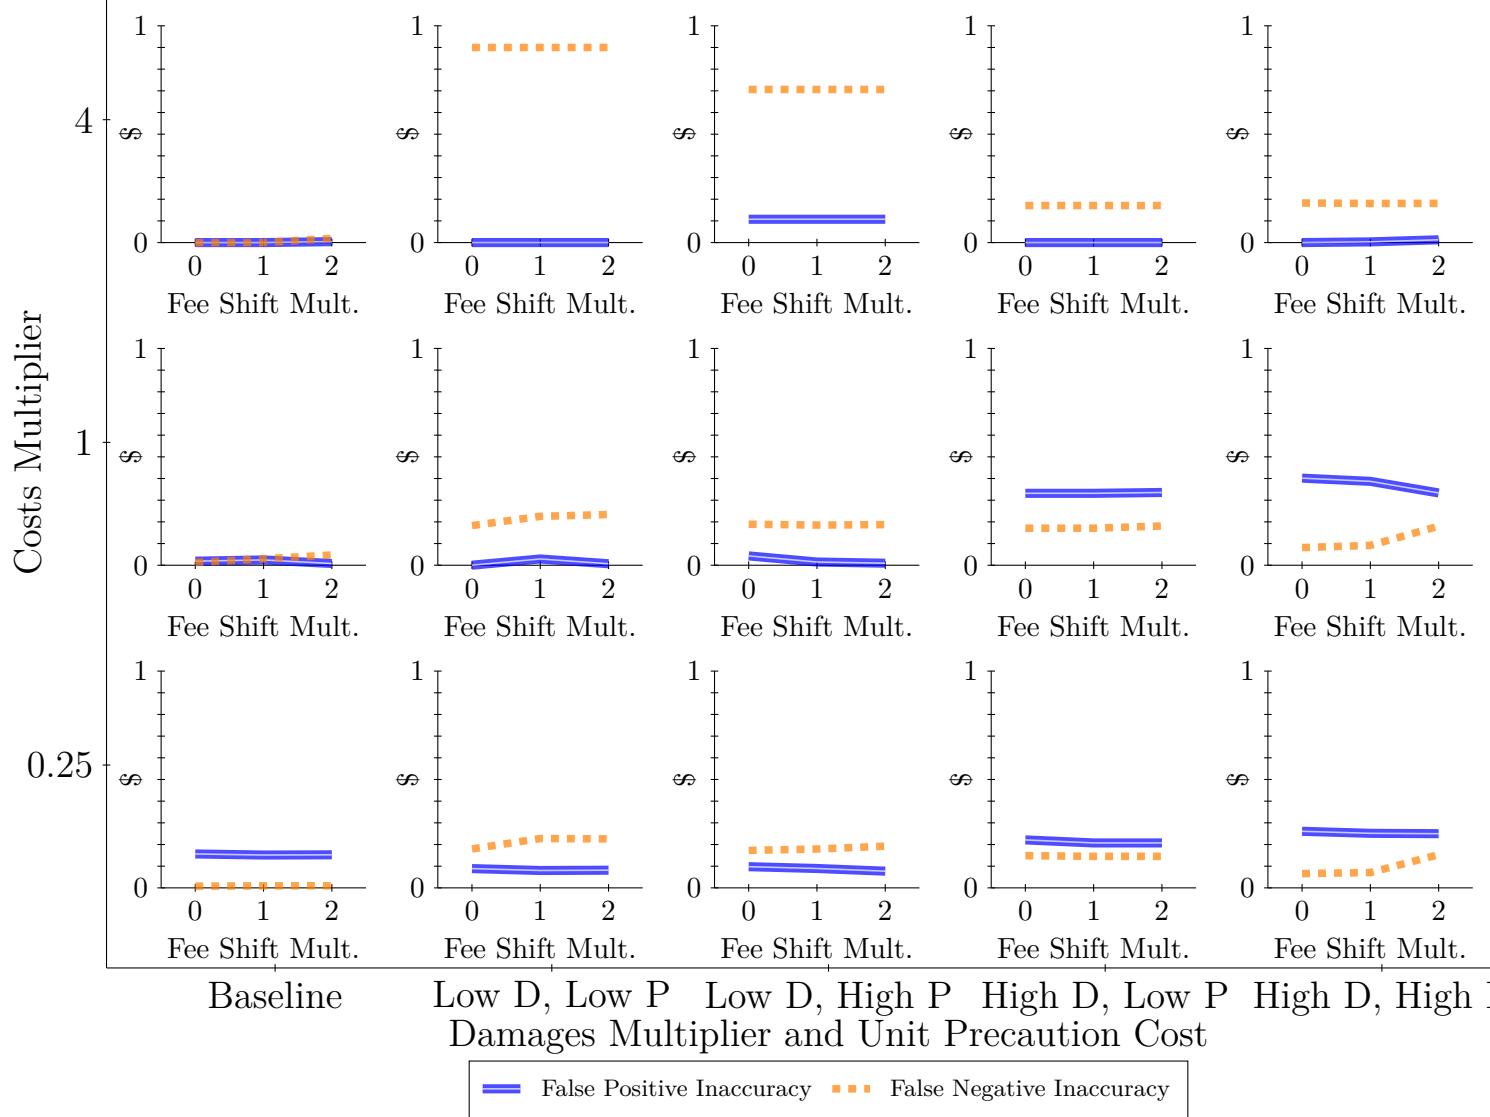 1
$
0
0 1 2
Fee Shift Mult.
1
$
0
0 1 2
Fee Shift Mult.
1
$
0
0 1 2
Fee Shift Mult.
1
$
0
0 1 2
Fee Shift Mult.
1
$
0
0 1 2
Fee Shift Mult.
4
1
$
0
0 1 2
Fee Shift Mult.
1
$
0
0 1 2
Fee Shift Mult.
1
$
0
0 1 2
Fee Shift Mult.
1
$
0
0 1 2
Fee Shift Mult.
1
$
0
0 1 2
Fee Shift Mult.
1
Costs Multiplier
1
$
0
0 1 2
Fee Shift Mult.
1
$
0
0 1 2
Fee Shift Mult.
1
$
0
0 1 2
Fee Shift Mult.
1
$
0
0 1 2
Fee Shift Mult.
1
$
0
0 1 2
Fee Shift Mult.
0.25
Baseline
Low D, Low P
Low D, High P
High D, Low P
High D, High
Damages Multiplier and Unit Precaution Cost
False Positive Inaccuracy
False Negative Inaccuracy